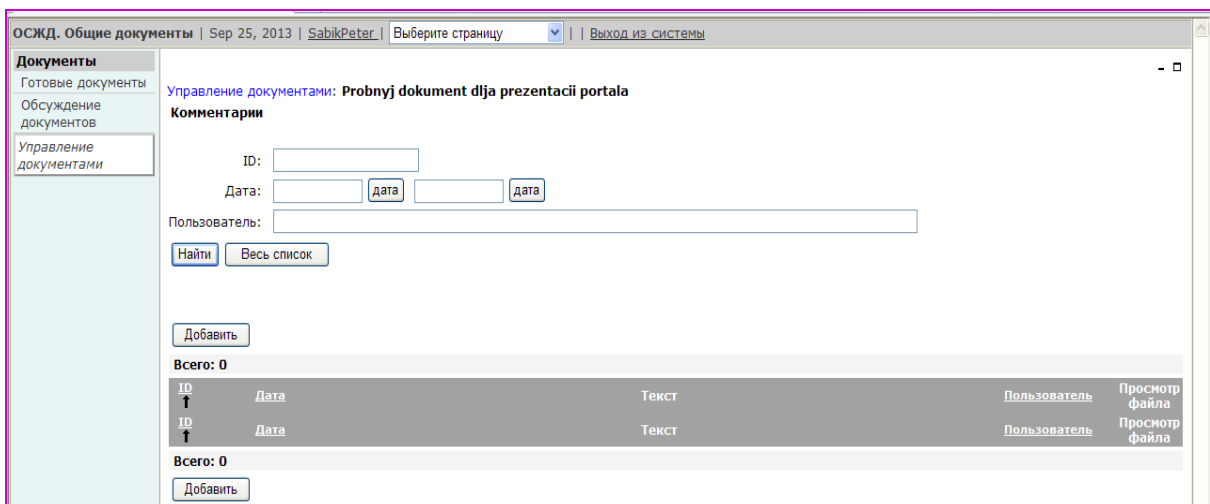 ОСЖД. Общие документы | Sep 25, 2013 | SabikPeter | Выберите страницу | | Выход из системы
Документы
Готовые документы
Обсуждение
документов
Управление
документами
Управление документами: Probnyj dokument dlja prezentacii portala
Комментарии
ID:
Дата: дата дата
Пользователь:
Найти Весь список
Добавить
Всего: 0
ID Дата Текст Пользователь Просмотр
файла
ID Дата Текст Пользователь Просмотр
файла
Всего: 0
Добавить